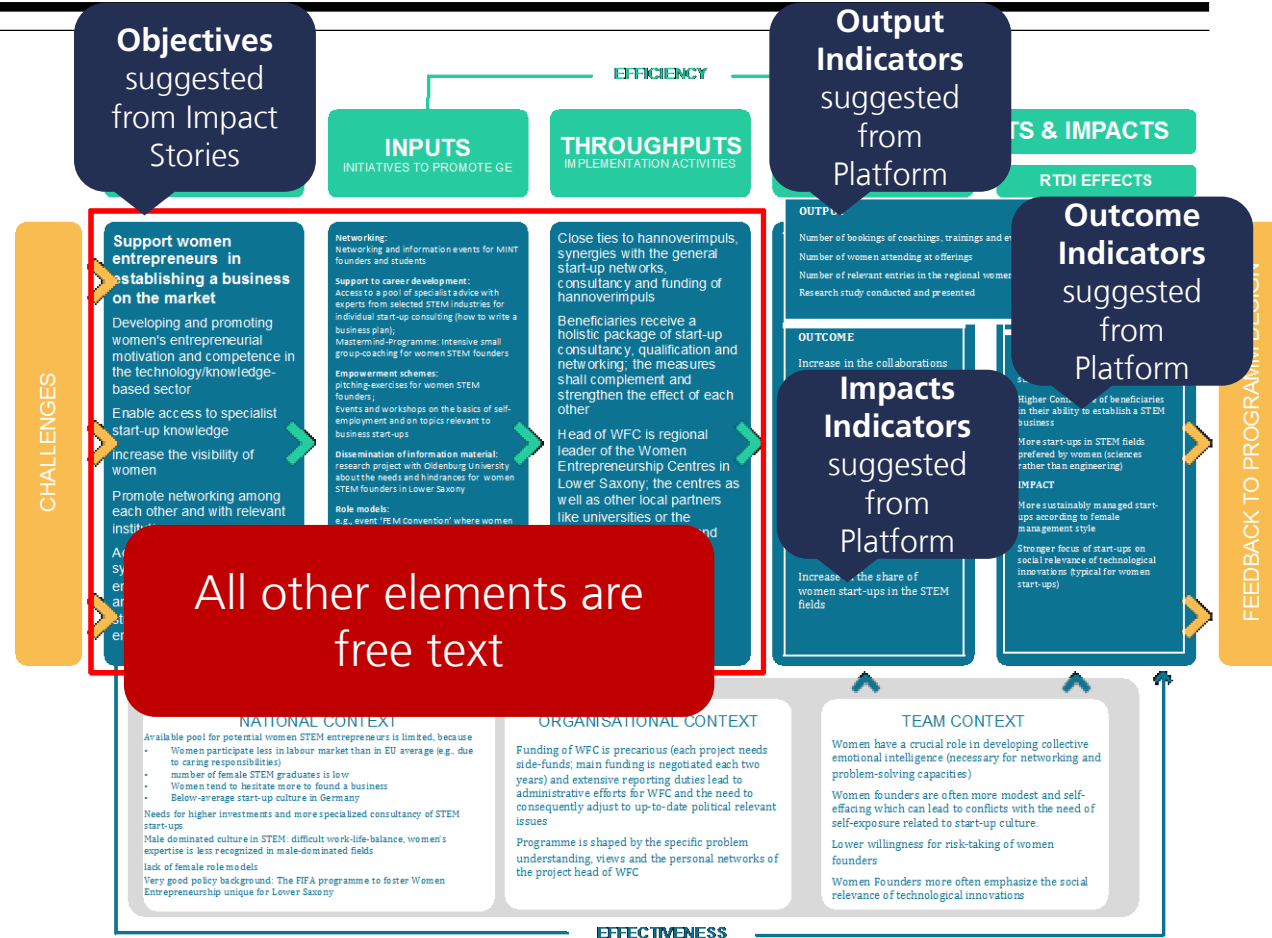 Objectives
suggested
from Impact
Stories
Output
Indicators
suggested
from
Platform
EFFICIENCY
INPUTS
INITIATIVES TO PROMOTE GE
THROUGHPUTS
IMPLEMENTATION ACTIVITIES
TS & IMPACTS
RTDI EFFECTS
CHALLENGES
Support women
entrepreneurs in
establishing a business
on the market
Developing and promoting
women's entrepreneurial
motivation and competence in
the technology/knowledge-
based sector
Enable access to specialist
start-up knowledge
Increase the visibility of
women
Promote networking among
each other and with relevant
Networking:
Networking and information events for MINT
founders and students
Support to career development:
Access to a pool of specialist advice with
experts from selected STEM industries for
individual start-up consulting (how to write a
business plan);
Mastermind-Programme: Intensive small
group-coaching for women STEM founders
Empowerment schemes:
pitching-exercises for women STEM
founders;
Events and workshops on the basics of self-
employment and on topics relevant to
business start-ups
Dissemination of information material:
research project with Oldenburg University
about the needs and hindrances for women
STEM founders in Lower Saxony
Role models:
e.g., event 'FEM Convention' where women
Close ties to hannoverimpuls,
synergies with the general
start-up networks,
consultancy and funding of
hannoverimpuls
Beneficiaries receive a
holistic package of start-up
consultancy, qualification and
networking; the measures
shall complement and
strengthen the effect of each
other
Head of WFC is regional
leader of the Women
Entrepreneurship Centres in
Lower Saxony; the centres as
well as other local partners
like universities or the
All other elements are
free text
OUTPUT
Number of bookings of coachings, trainings and
Number of women attending at offerings
Number of relevant entries in the regional
Research study conducted and presented
OUTCOME
Increase in the collaborations
Impacts
Indicators
suggested
from
Platform
Increase the share of
women start-ups in the STEM
fields
Outcome
Indicators
suggested
from
Platform
Higher of beneficiaries
in their ability to establish a STEM
business
More start-ups in STEM fields
prefered by women (sciences
rather than engineering)
IMPACT
More sustainably managed start-
ups according to female
management style
Stronger focus of start-ups on
social relevance of technological
innovations (typical for women
start-ups)
FEEDBACK TO PROGRAMM DESIGN
NATIONAL CONTEXT
Available pool for potential women STEM entrepreneurs is limited, because
• Women participate less in labour market than in EU average (e.g., due
to caring responsibilities)
• number of female STEM graduates is low
• Women tend to hesitate more to found a business
• Below-average start-up culture in Germany
Needs for higher investments and more specialized consultancy of STEM
start-ups
Male dominated culture in STEM: difficult work-life-balance, women's
expertise is less recognized in male-dominated fields
lack of female role models
Very good policy background: The FIFA programme to foster Women
Entrepreneurship unique for Lower Saxony
ORGANISATIONAL CONTEXT
Funding of WFC is precarious (each project needs
side-funds; main funding is negotiated each two
years) and extensive reporting duties lead to
administrative efforts for WFC and the need to
consequently adjust to up-to-date political relevant
issues
Programme is shaped by the specific problem
understanding, views and the personal networks of
the project head of WFC
TEAM CONTEXT
Women have a crucial role in developing collective
emotional intelligence (necessary for networking and
problem-solving capacities)
Women founders are often more modest and self-
effacing which can lead to conflicts with the need of
self-exposure related to start-up culture.
Lower willingness for risk-taking of women
founders
Women Founders more often emphasize the social
relevance of technological innovations
EFFECTIVENESS